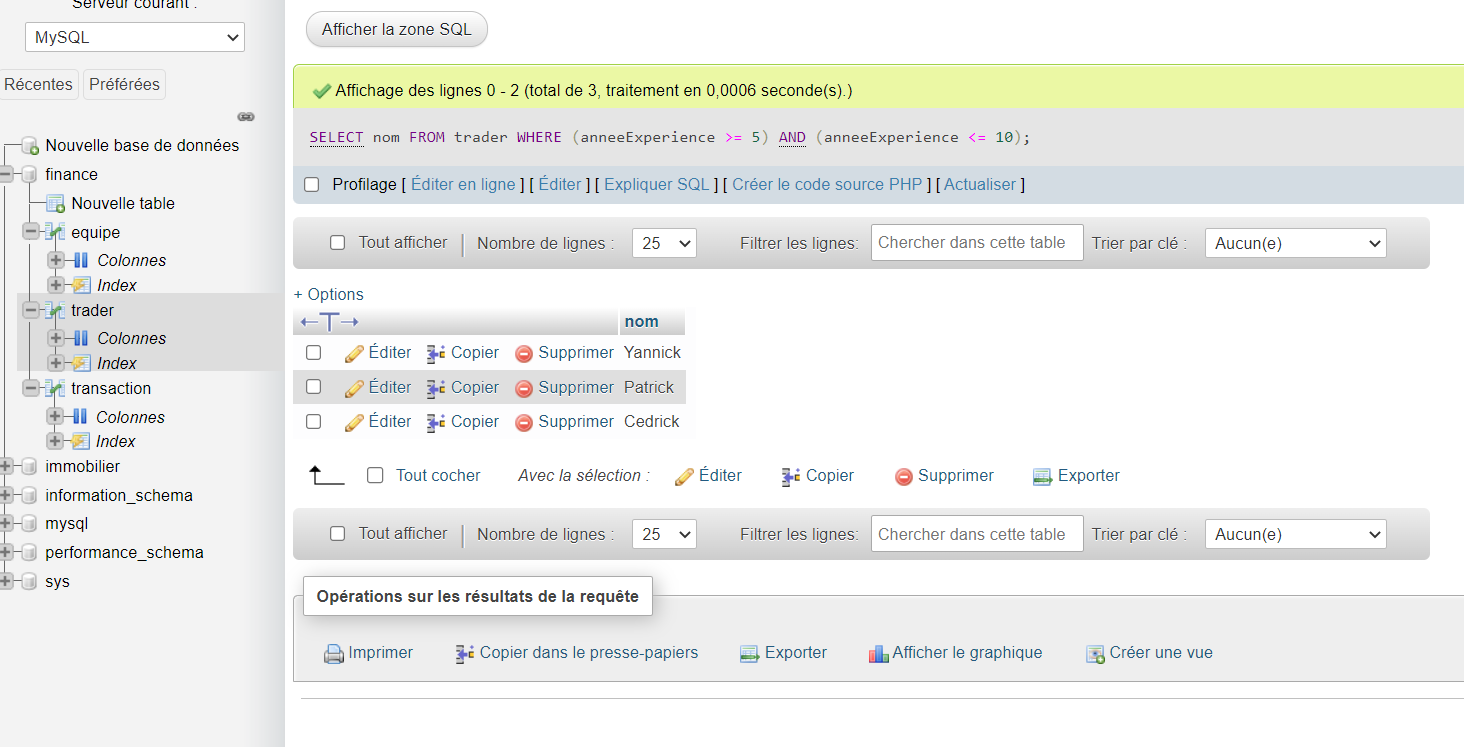 Serveur courant :
MySQL
Récentes Préférées
Nouvelle base de données
finance
Nouvelle table
equipe
Colonnes
Index
trader
Colonnes
Index
transaction
Colonnes
Index
immobilier
information_schema
mysql
performance_schema
sys
Afficher la zone SQL
Affichage des lignes 0 - 2 (total de 3, traitement en 0,0006 seconde(s).)
SELECT nom FROM trader WHERE (anneeExperience >= 5) AND (anneeExperience <= 10);
Profilage [ Éditer en ligne ] [ Éditer ] [ Expliquer SQL ] [ Créer le code source PHP ] [ Actualiser ]
Tout afficher | Nombre de lignes : 25 Filtrer les lignes: Chercher dans cette table Trier par clé : Aucun(e)
+ Options
←T→ nom
Éditer Copier Supprimer Yannick
Éditer Copier Supprimer Patrick
Éditer Copier Supprimer Cedrick
Tout cocher Avec la sélection : Éditer Copier Supprimer Exporter
Tout afficher | Nombre de lignes : 25 Filtrer les lignes: Chercher dans cette table Trier par clé : Aucun(e)
Opérations sur les résultats de la requête
Imprimer Copier dans le presse-papiers Exporter Afficher le graphique Créer une vue